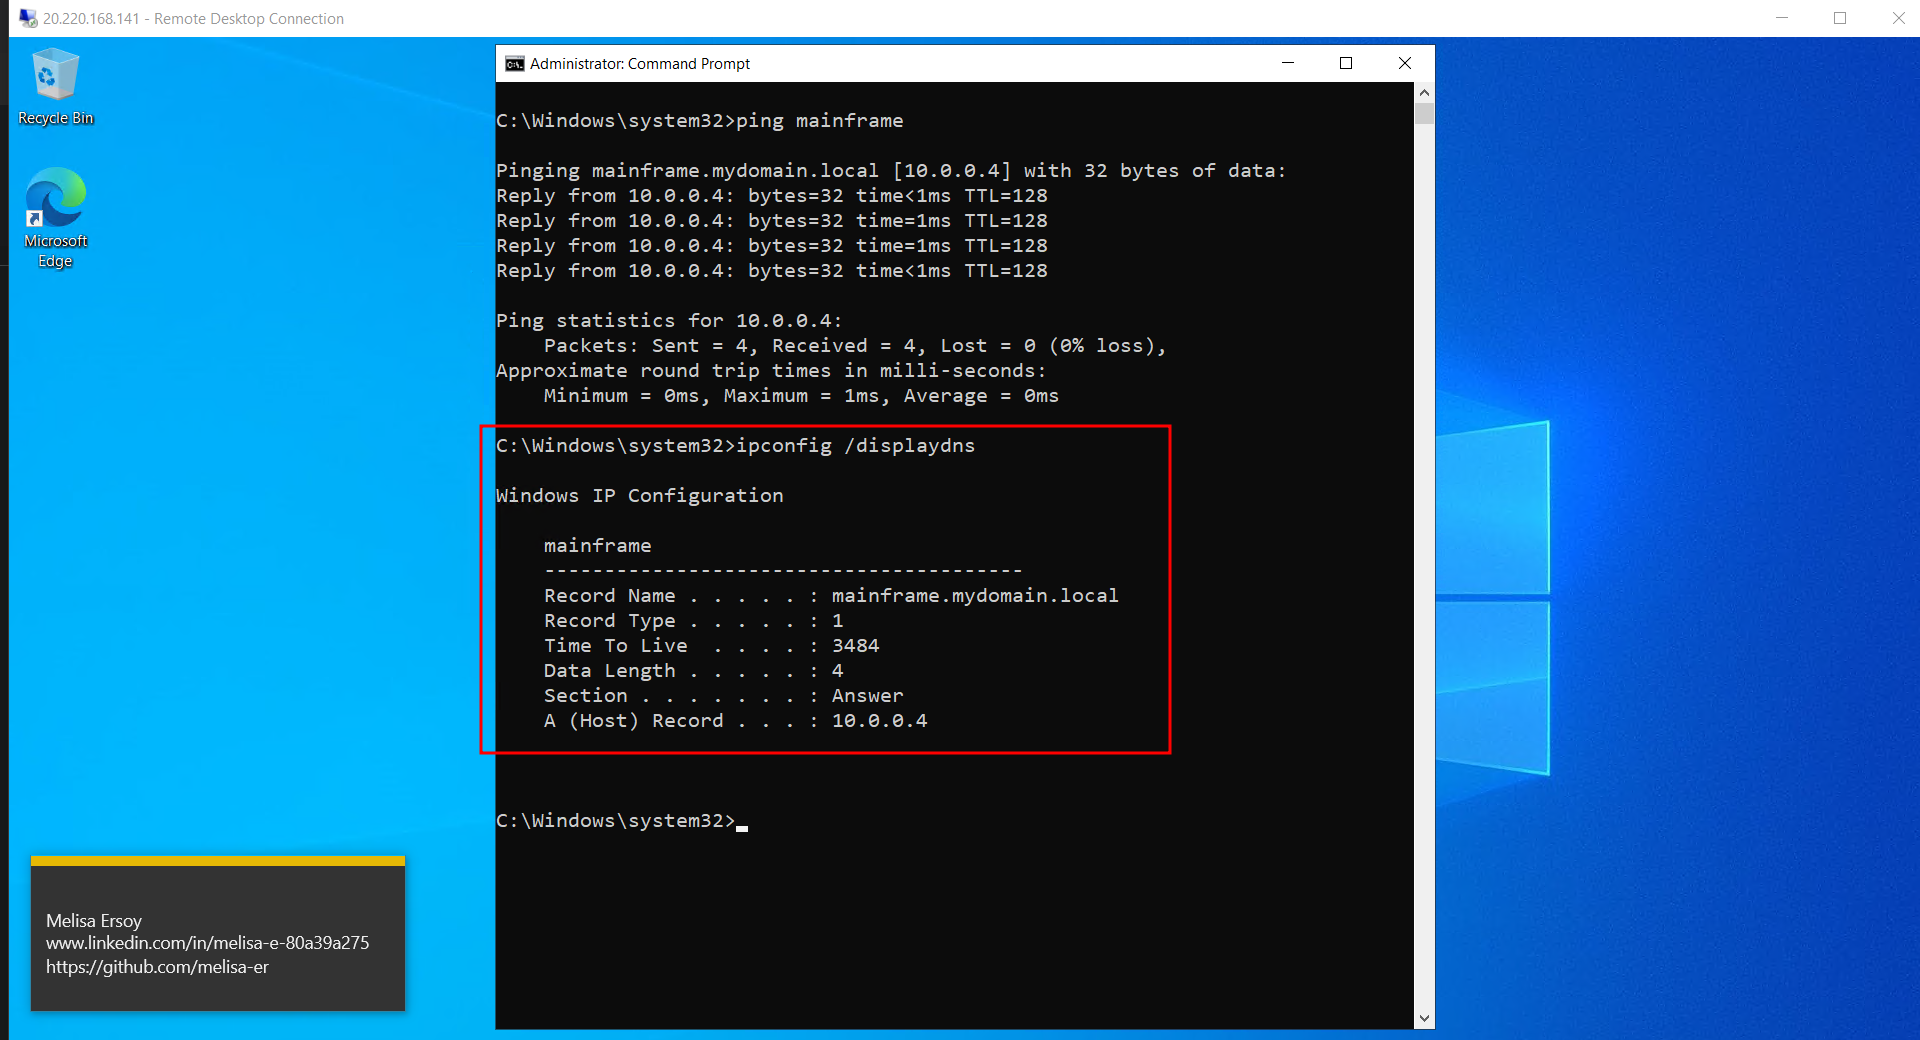 20.220.168.141 - Remote Desktop Connection
Recycle Bin
Microsoft
Edge
Administrator: Command Prompt
C:\Windows\system32>ping mainframe
Pinging mainframe.mydomain.local [10.0.0.4] with 32 bytes of data:
Reply from 10.0.0.4: bytes=32 time<1ms TTL=128
Reply from 10.0.0.4: bytes=32 time=1ms TTL=128
Reply from 10.0.0.4: bytes=32 time=1ms TTL=128
Reply from 10.0.0.4: bytes=32 time<1ms TTL=128
Ping statistics for 10.0.0.4:
    Packets: Sent = 4, Received = 4, Lost = 0 (0% loss),
Approximate round trip times in milli-seconds:
    Minimum = 0ms, Maximum = 1ms, Average = 0ms
C:\Windows\system32>ipconfig /displaydns
Windows IP Configuration
    mainframe
    ----------------------------------------
    Record Name . . . . . : mainframe.mydomain.local
    Record Type . . . . . : 1
    Time To Live  . . . . : 3484
    Data Length . . . . . : 4
    Section . . . . . . . : Answer
    A (Host) Record . . . : 10.0.0.4
C:\Windows\system32>
Melisa Ersoy
www.linkedin.com/in/melisa-e-80a39a275
https://github.com/melisa-er